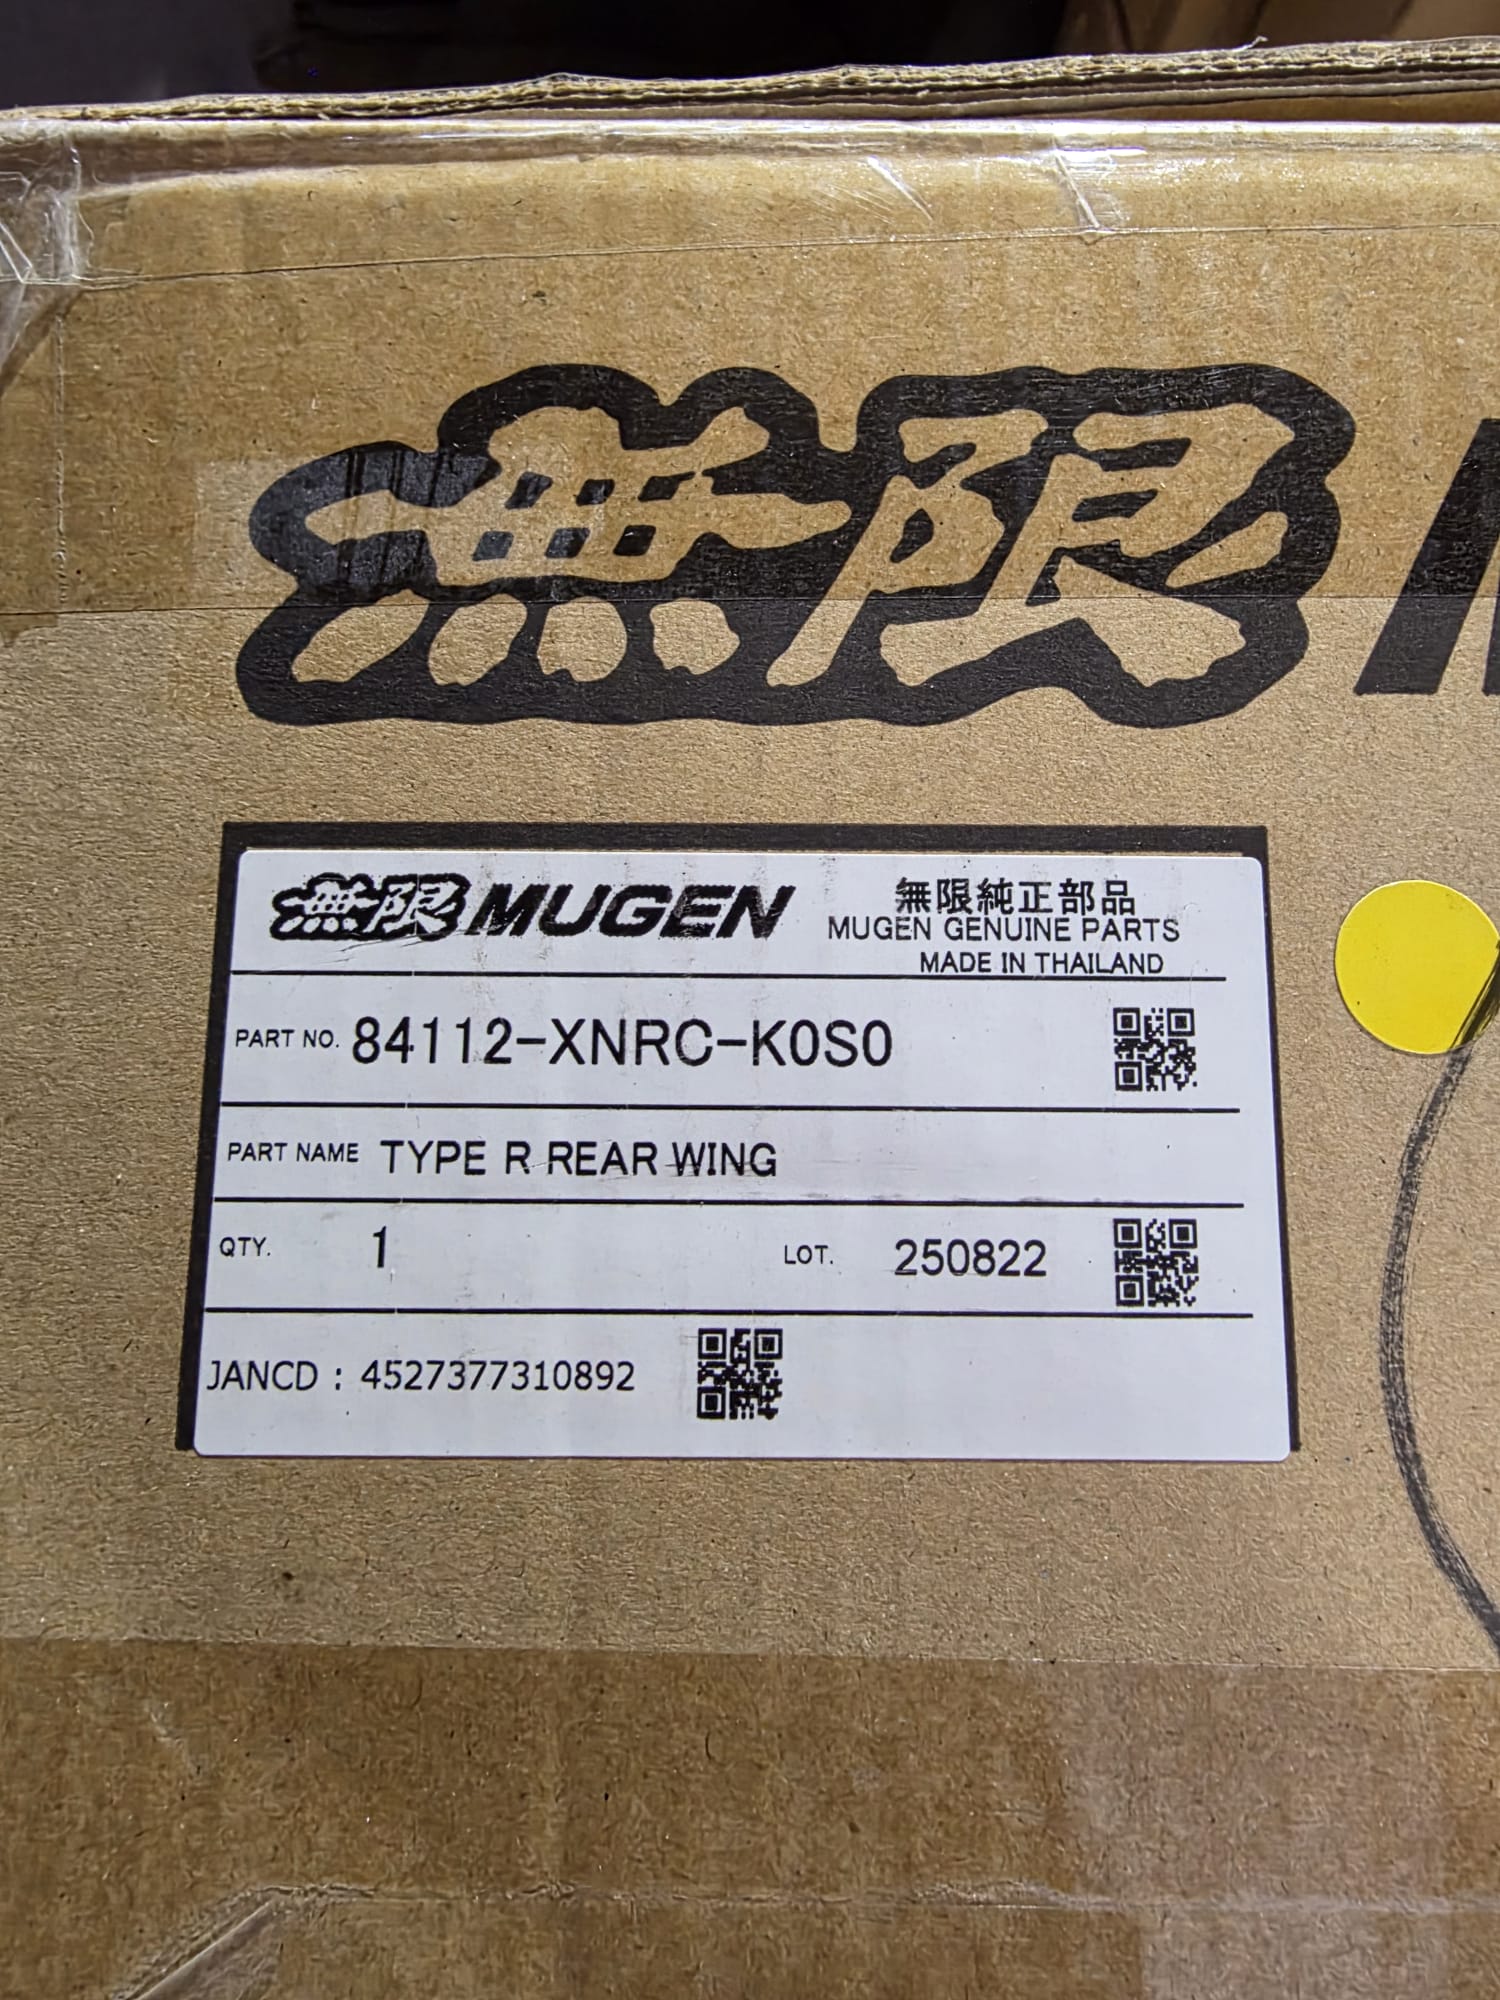 無限
無限 MUGEN
無限純正部品
MUGEN GENUINE PARTS
MADE IN THAILAND
PART NO. 84112-XNRC-K0S0
PART NAME TYPE R REAR WING
QTY. 1 LOT. 250822
JANCD : 4527377310892